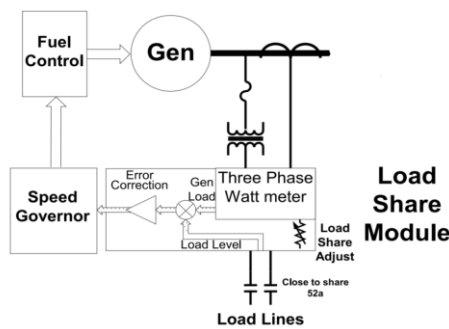 Fuel
Control
Gen
Three Phase
Watt meter
Error
Correction
Gen
Load
Speed
Governor
Load Level
Load
Share
Adjust
Load
Share
Module
Close to share
52a
Load Lines